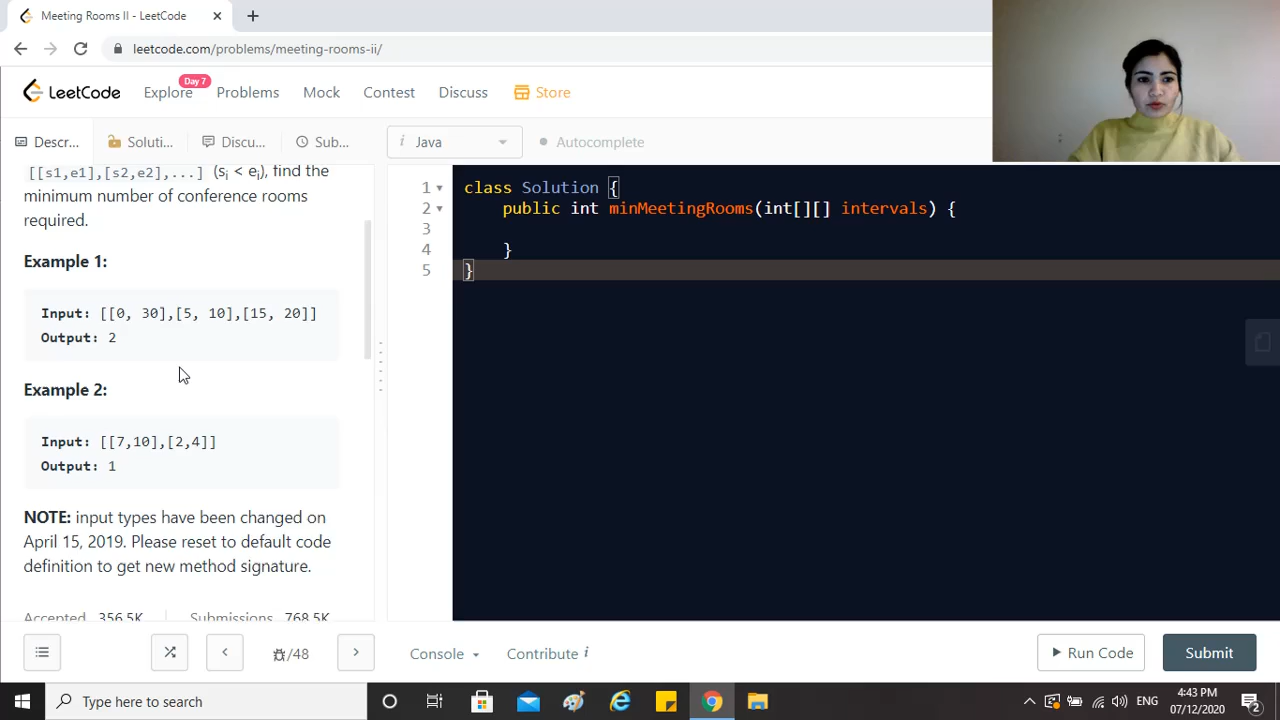 Meeting Rooms II - LeetCode
leetcode.com/problems/meeting-rooms-ii/
LeetCode
Explore
Day 7
Problems
Mock
Contest
Discuss
Store
Descr...
Soluti...
Discu...
Sub...
i Java
Autocomplete
[[s1,e1],[s2,e2],...] (si < ei), find the
minimum number of conference rooms
required.
Example 1:
Input: [[0, 30],[5, 10],[15, 20]]
Output: 2
Example 2:
Input: [[7,10],[2,4]]
Output: 1
NOTE: input types have been changed on
April 15, 2019. Please reset to default code
definition to get new method signature.
Accepted 356.5K Submissions 768.5K
1 class Solution {
2 public int minMeetingRooms(int[][] intervals) {
3
4 }
5 }
/48
Console
Contribute i
Run Code
Submit
Type here to search
ENG
4:43 PM
07/12/2020
2